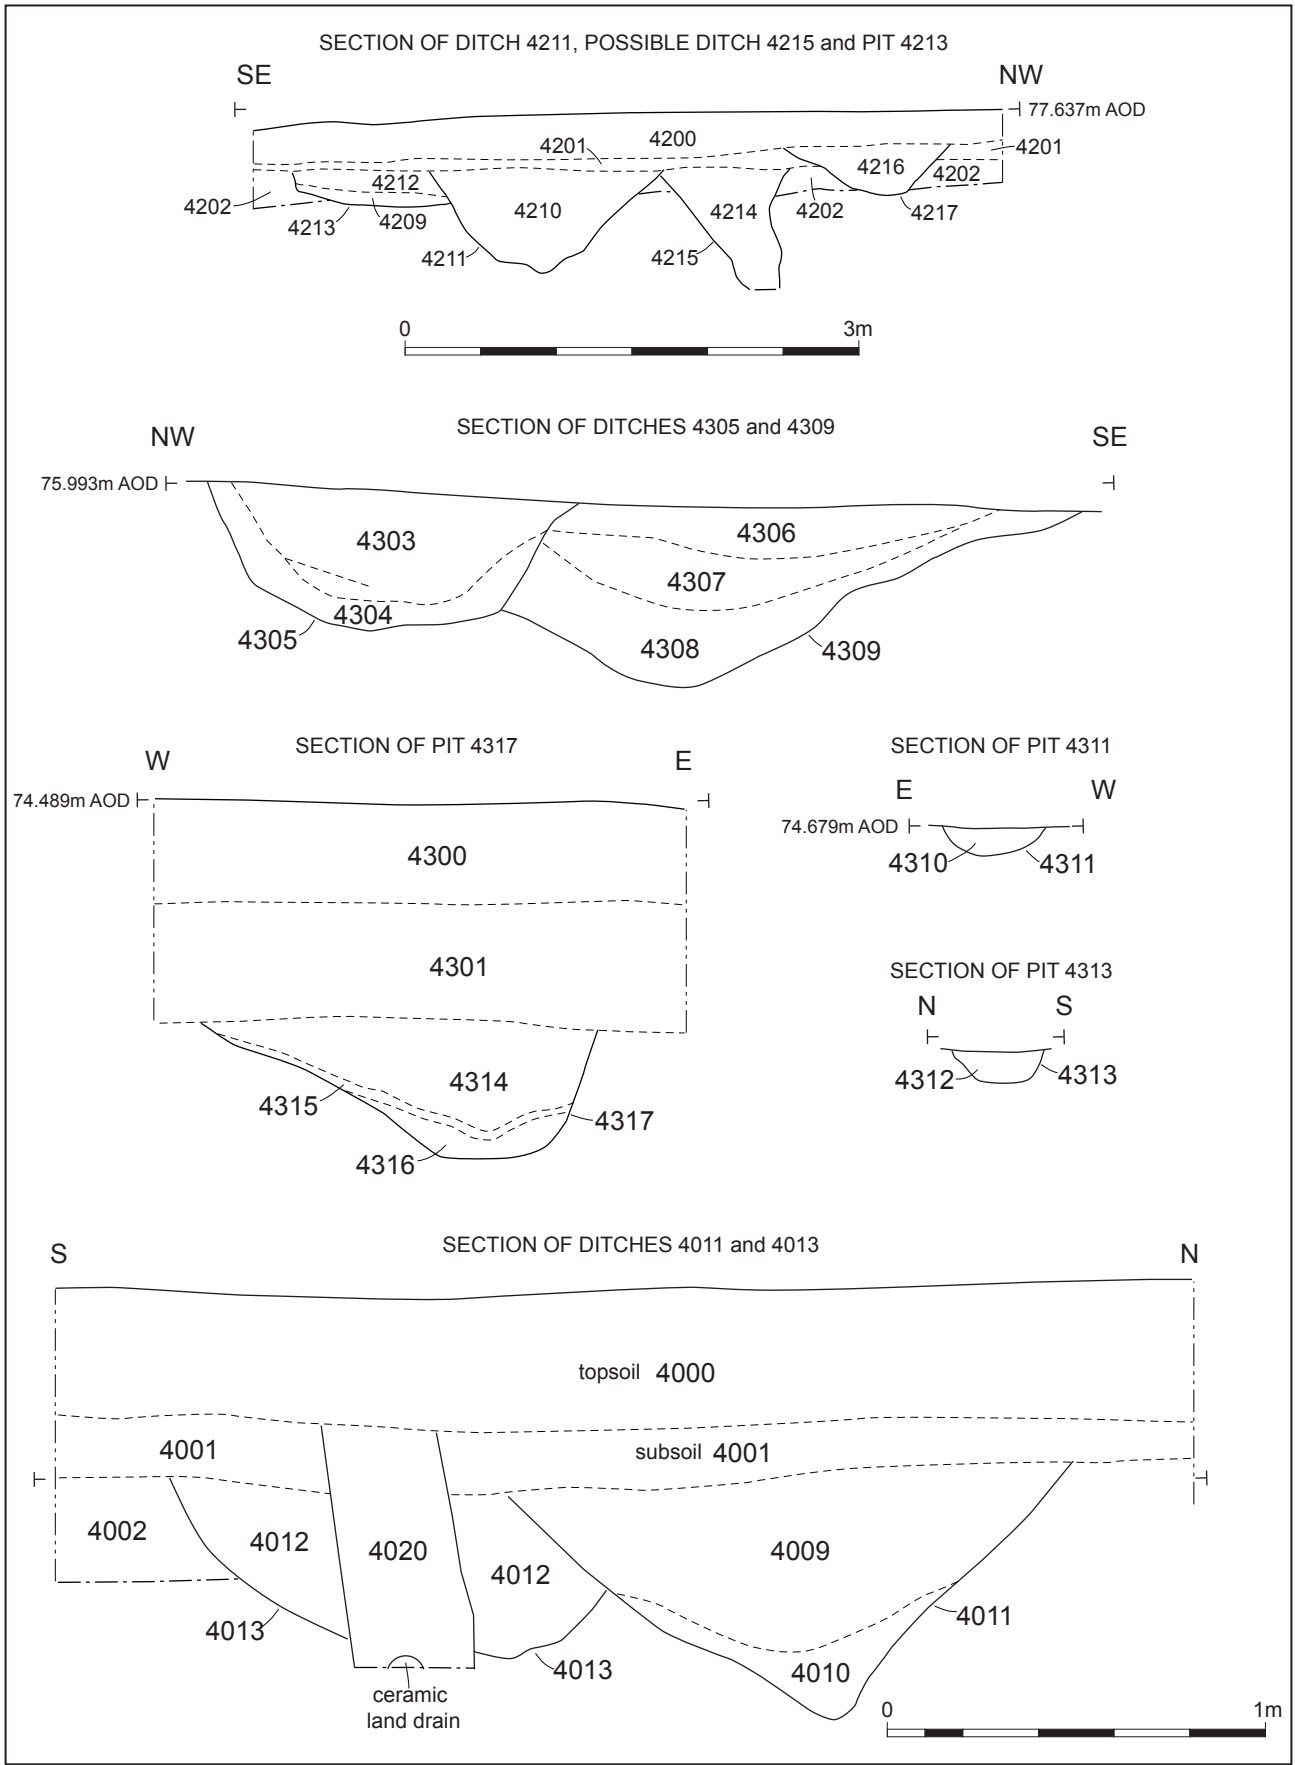 SECTION OF DITCH 4211, POSSIBLE DITCH 4215 and PIT 4213
SE
NW
77.637m AOD
4200
4201
4201
4216
4212
4202
4202
4210
4214
4202
4217
4213
4209
4211
4215
0
3m
SECTION OF DITCHES 4305 and 4309
NW
SE
75.993m AOD
4303
4306
4307
4304
4305
4308
4309
SECTION OF PIT 4317
W
E
74.489m AOD
4300
4301
4314
4315
4317
4316
SECTION OF PIT 4311
E
W
74.679m AOD
4310
4311
SECTION OF PIT 4313
N
S
4312
4313
SECTION OF DITCHES 4011 and 4013
S
N
topsoil 4000
4001
subsoil 4001
4002
4012
4020
4012
4009
4013
4011
4013
4010
ceramic
land drain
0
1m